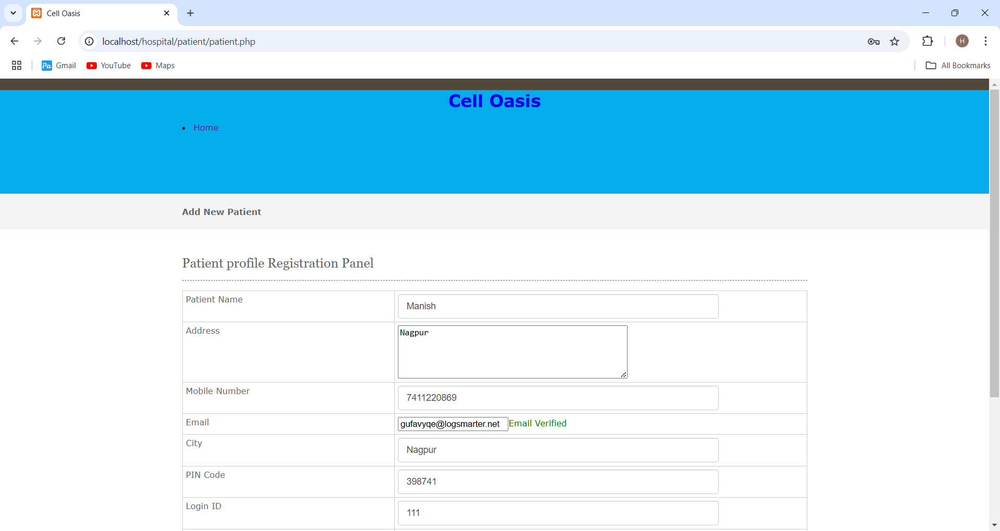 Cell Oasis
localhost/hospital/patient/patient.php
H
Pa Gmail YouTube Maps All Bookmarks
Cell Oasis
Home
Add New Patient
Patient profile Registration Panel
Patient Name Manish
Address Nagpur
Mobile Number 7411220869
Email gufavyqe@logsmarter.net Email Verified
City Nagpur
PIN Code 398741
Login ID 111